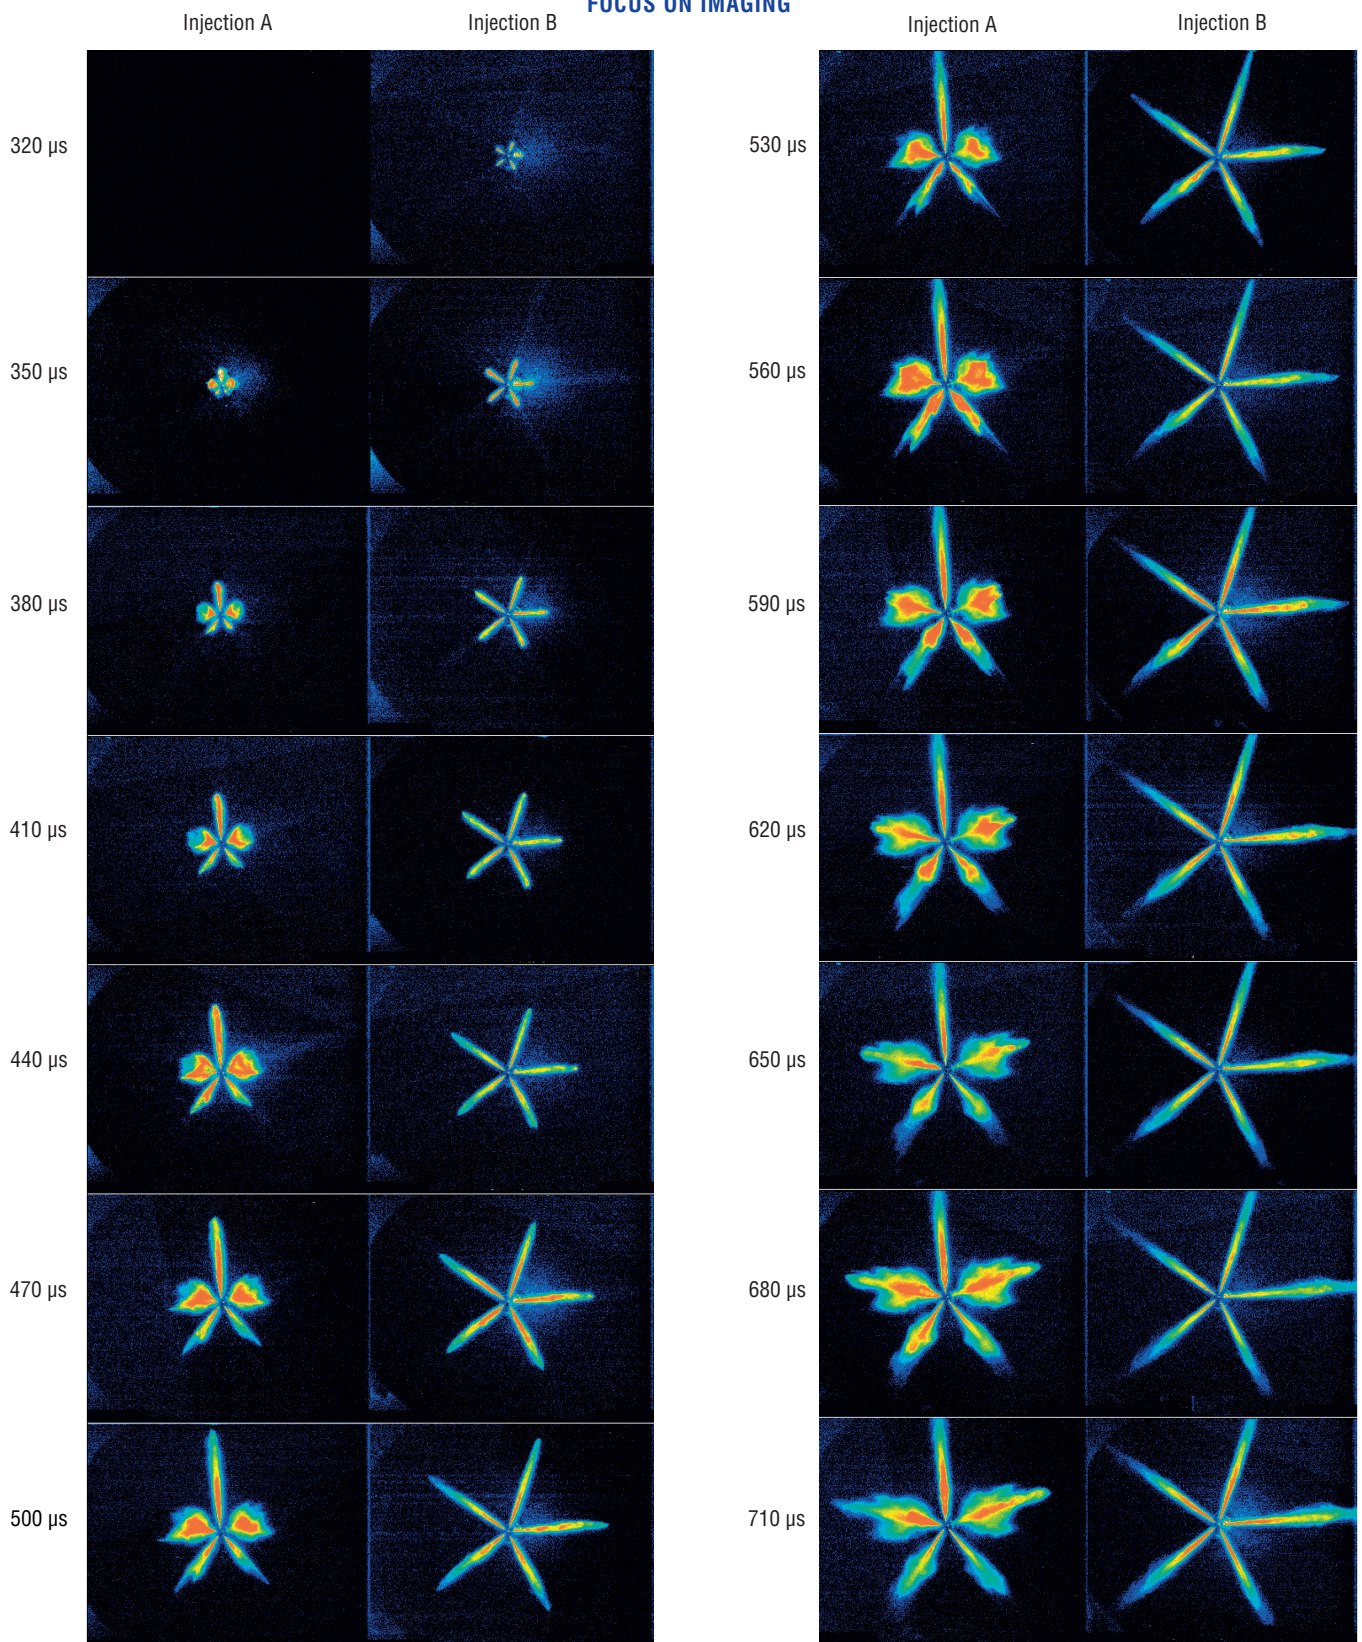 FOCUS ON IMAGING
Injection A
Injection B
320 µs
350 µs
380 µs
410 µs
440 µs
470 µs
500 µs
Injection A
Injection B
530 µs
560 µs
590 µs
620 µs
650 µs
680 µs
710 µs